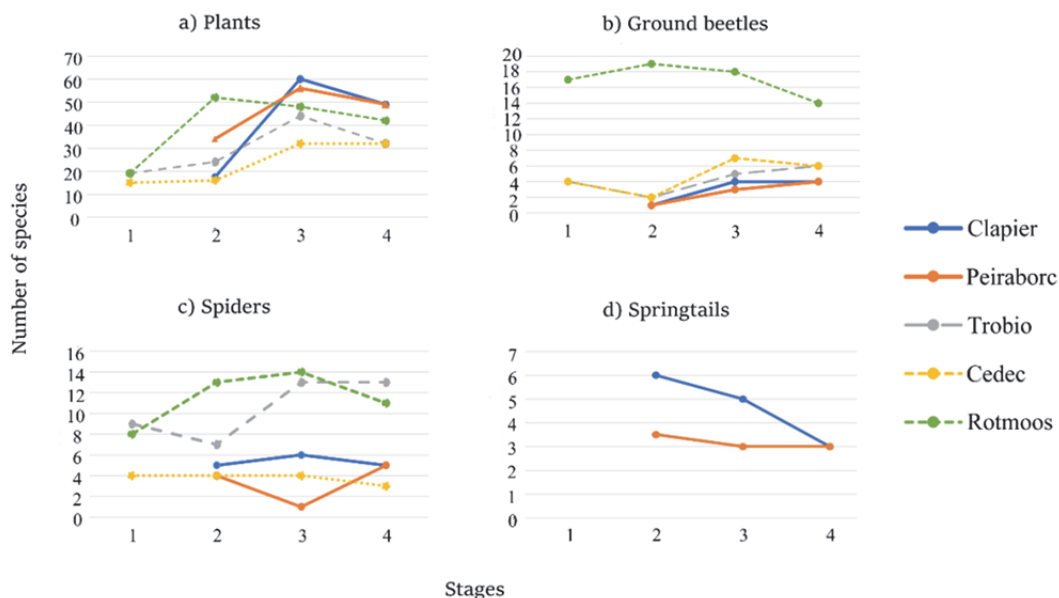 a) Plants
70
60
50
40
30
20
10
0
1 2 3 4
b) Ground beetles
20
18
16
14
12
10
8
6
4
2
0
1 2 3 4
c) Spiders
16
14
12
10
8
6
4
2
0
1 2 3 4
d) Springtails
7
6
5
4
3
2
1
0
1 2 3 4
Number of species
Stages
Clapier
Peiraborc
Trobio
Cedec
Rotmoos